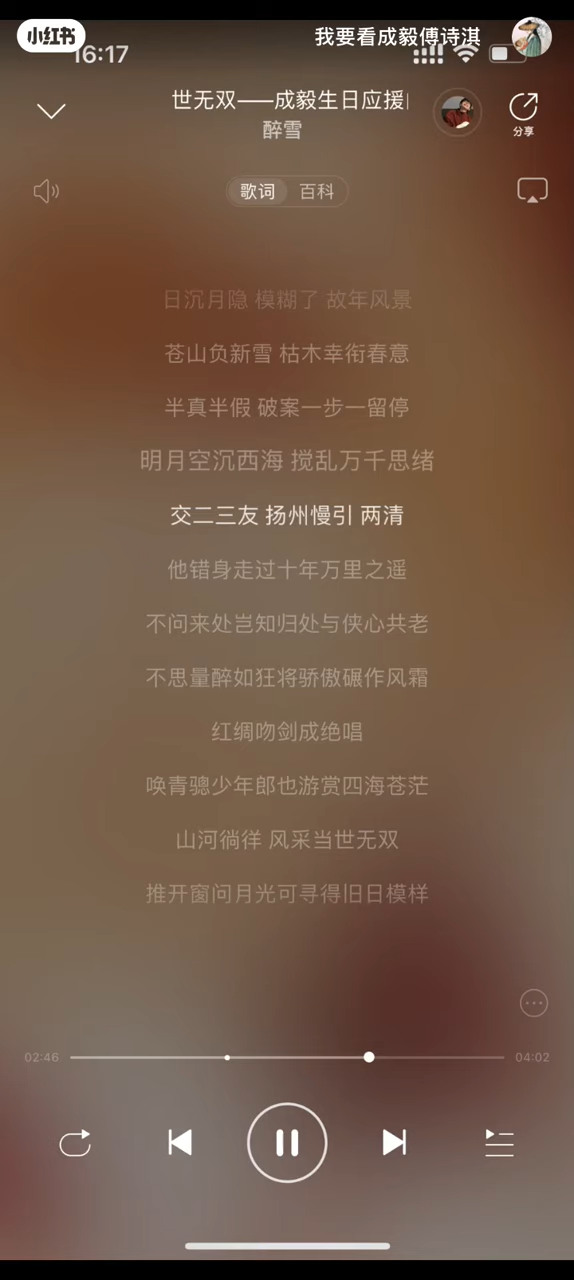 小红书
我要看成毅傅诗淇
16:17
世无双——成毅生日应援
醉雪
分享
歌词 百科
日沉月隐 模糊了 故年风景
苍山负新雪 枯木幸衔春意
半真半假 破案一步一留停
明月空沉西海 搅乱万千思绪
交二三友 扬州慢引 两清
他错身走过十年万里之遥
不问来处岂知归处与侠心共老
不思量醉如狂将骄傲碾作风霜
红绸吻剑成绝唱
唤青骢少年郎也游赏四海苍茫
山河徜徉 风采当世无双
推开窗问月光可寻得旧日模样
02:46 04:02